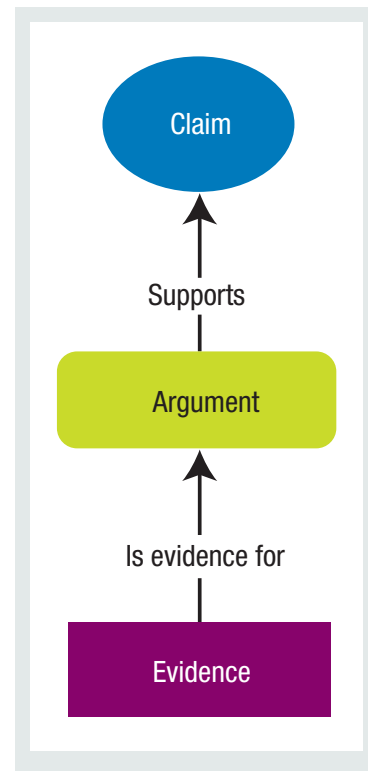 Claim
Supports
Argument
Is evidence for
Evidence